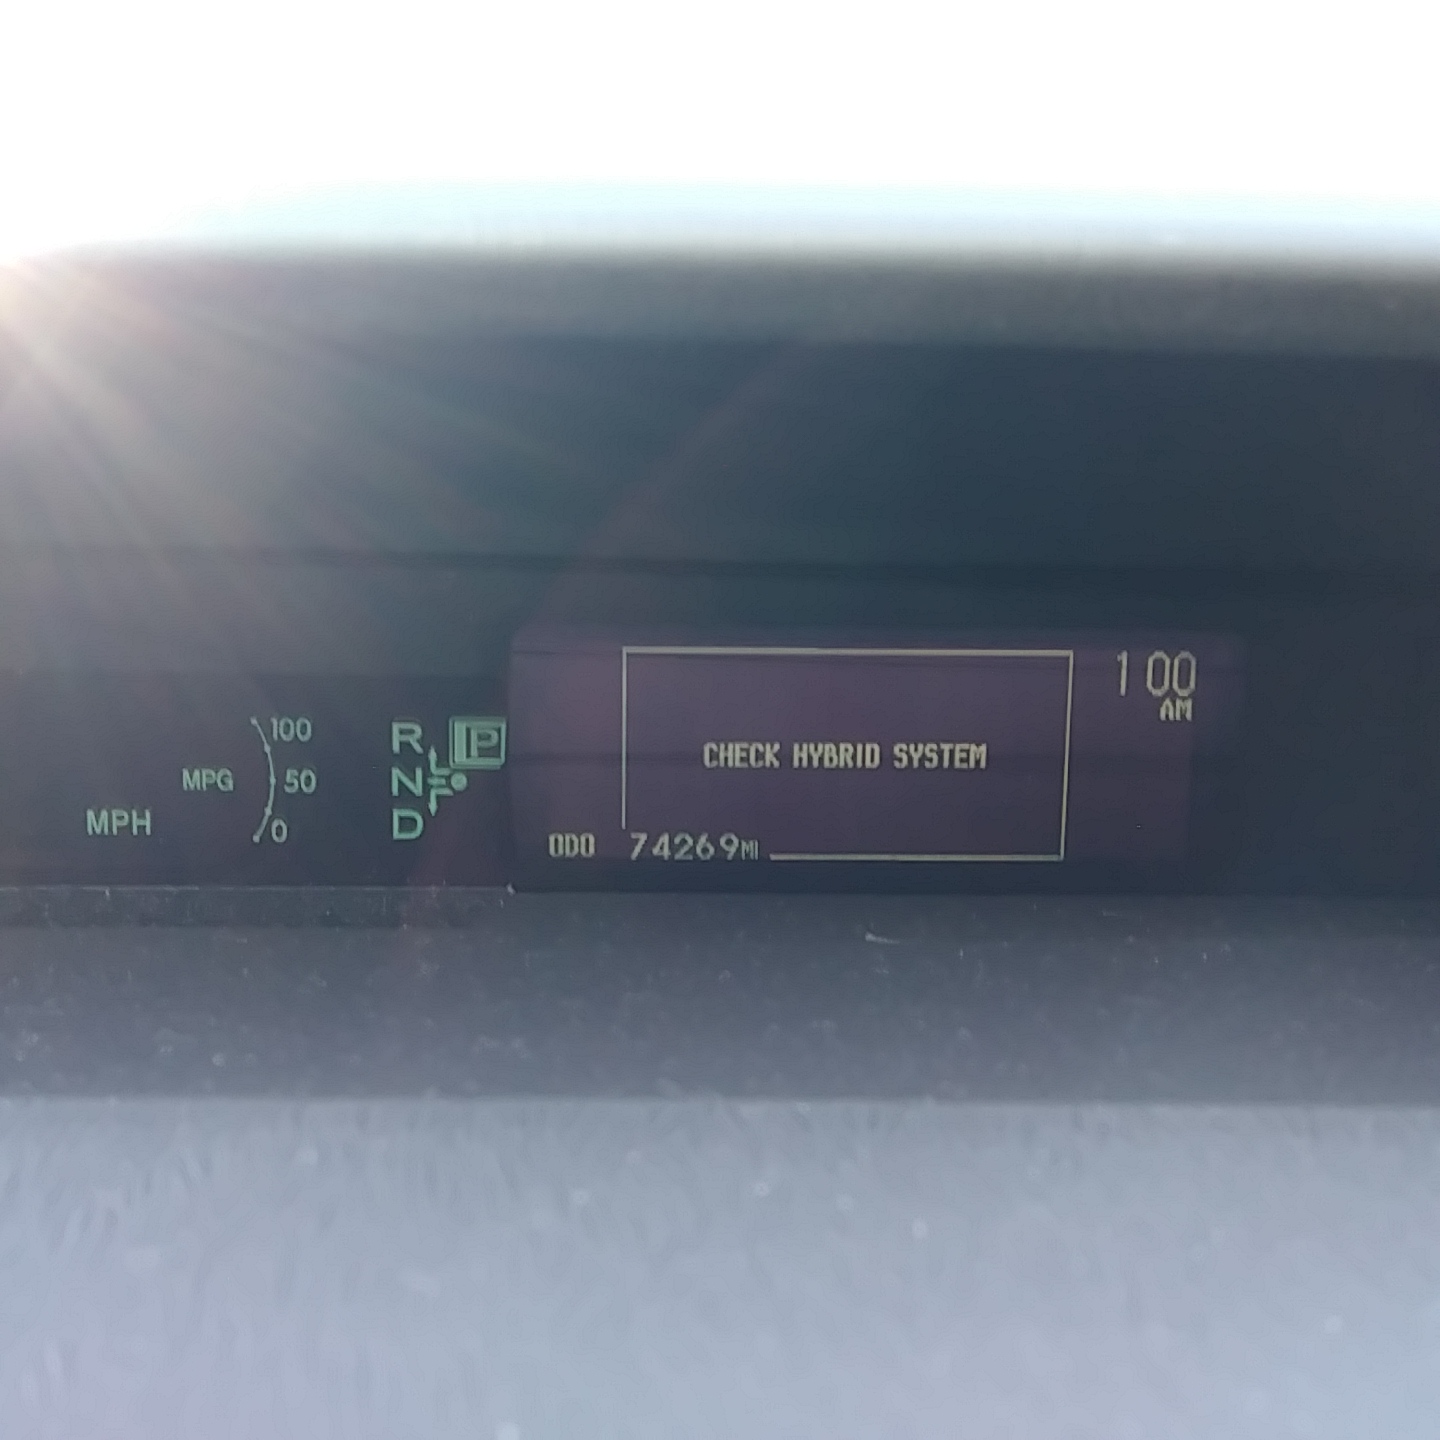 100
MPG 50
MPH 0
R P
N
D
CHECK HYBRID SYSTEM
1 00
AM
ODO 74269MI